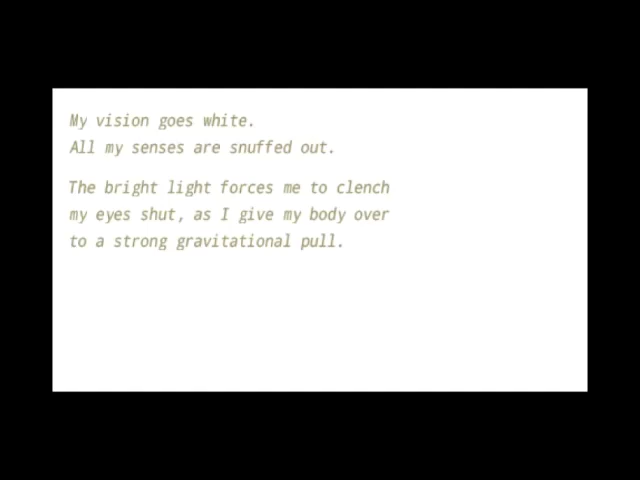 My vision goes white.
All my senses are snuffed out.
The bright light forces me to clench
my eyes shut, as I give my body over
to a strong gravitational pull.